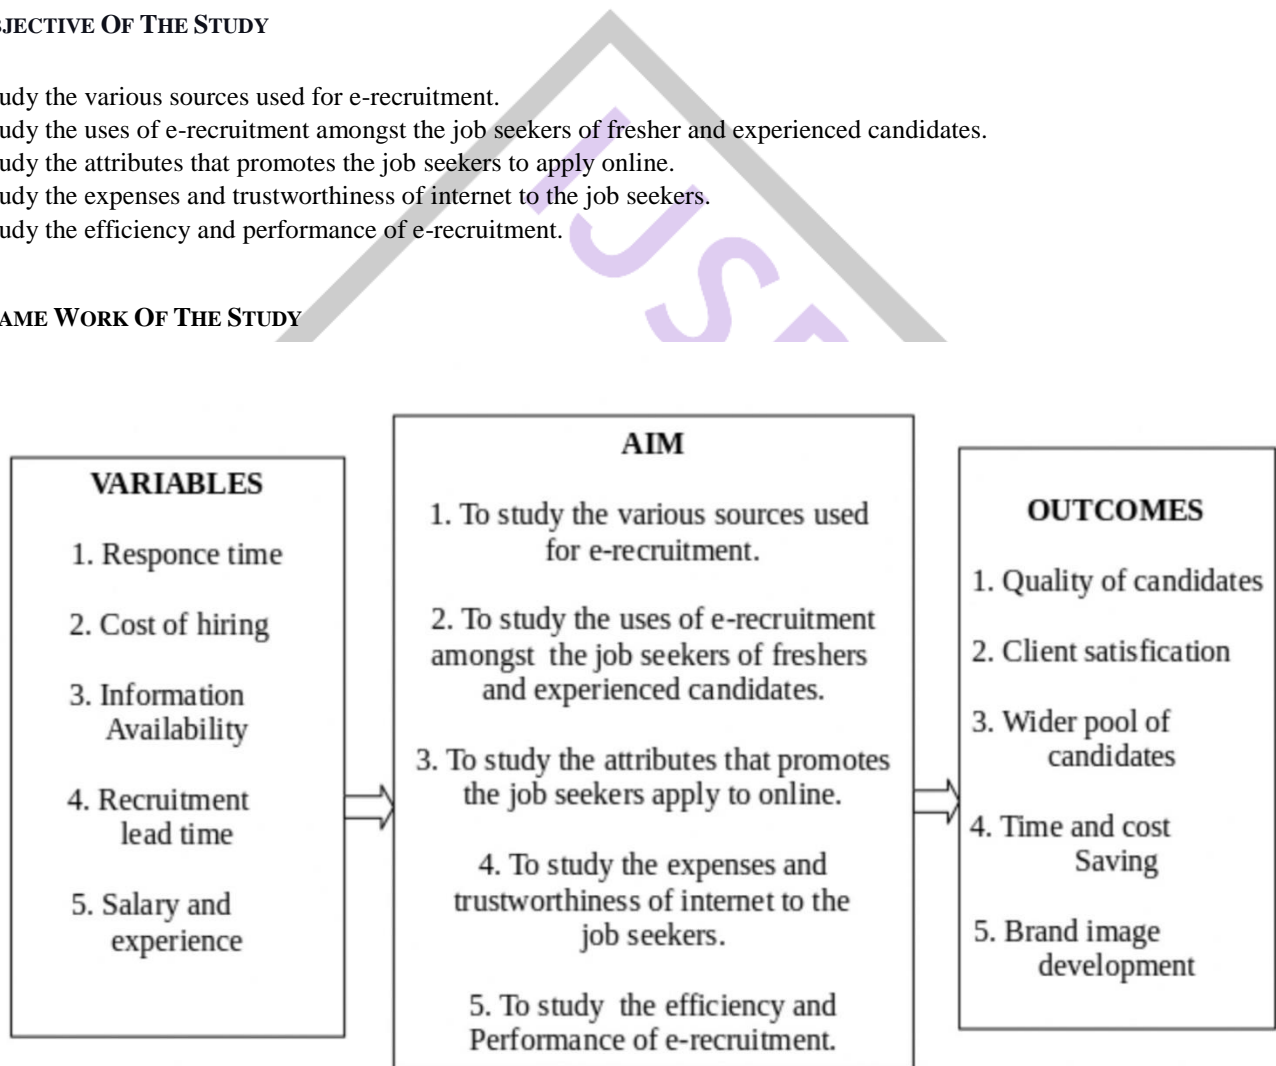 BJECTIVE OF THE STUDY
udy the various sources used for e-recruitment.
udy the uses of e-recruitment amongst the job seekers of fresher and experienced candidates.
udy the attributes that promotes the job seekers to apply online.
udy the expenses and trustworthiness of internet to the job seekers.
udy the efficiency and performance of e-recruitment.
AME WORK OF THE STUDY
IJS
VARIABLES
1. Responce time
2. Cost of hiring
3. Information
Availability
4. Recruitment
lead time
5. Salary and
experience
AIM
1. To study the various sources used
for e-recruitment.
2. To study the uses of e-recruitment
amongst the job seekers of freshers
and experienced candidates.
3. To study the attributes that promotes
the job seekers apply to online.
4. To study the expenses and
trustworthiness of internet to the
job seekers.
5. To study the efficiency and
Performance of e-recruitment.
OUTCOMES
1. Quality of candidates
2. Client satisfication
3. Wider pool of
candidates
4. Time and cost
Saving
5. Brand image
development